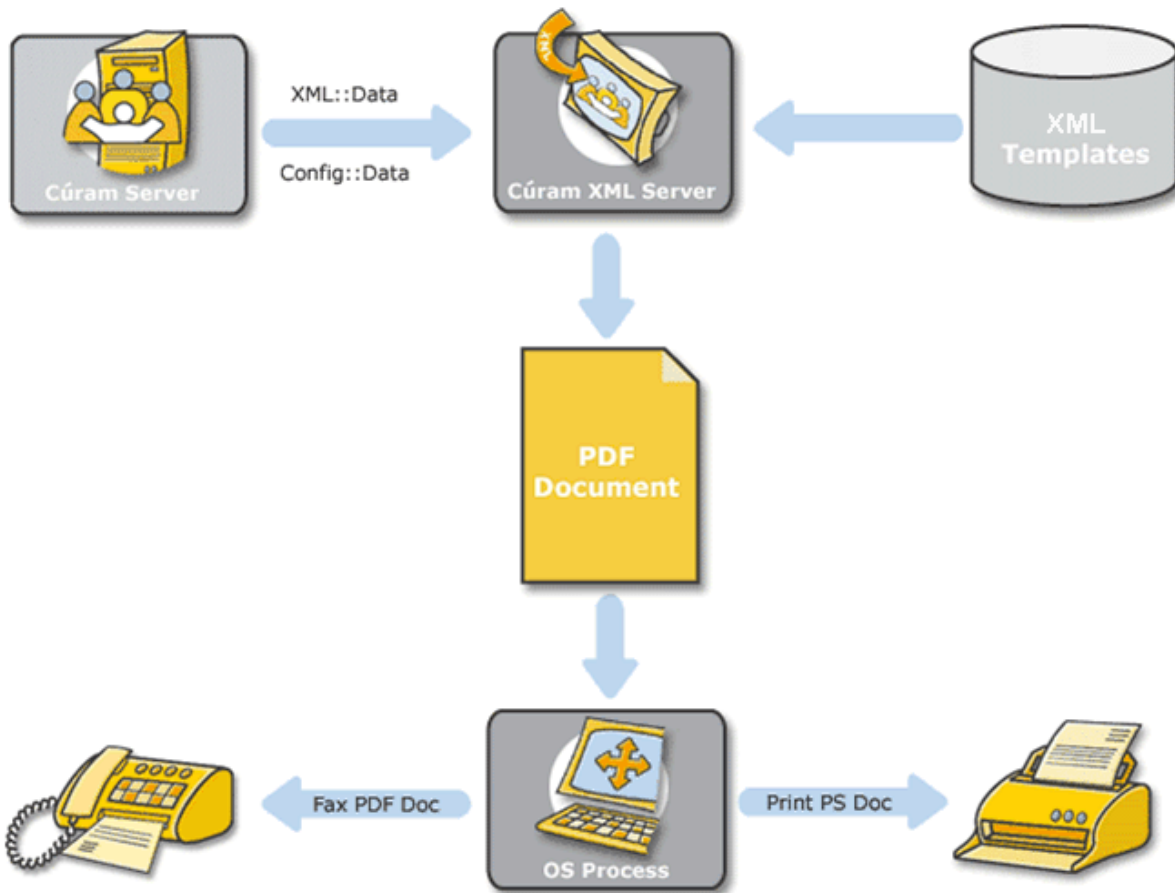 XML::Data
Config::Data
Cúram Server
XML
Cúram XML Server
XML
Templates
PDF
Document
Fax PDF Doc
Print PS Doc
OS Process